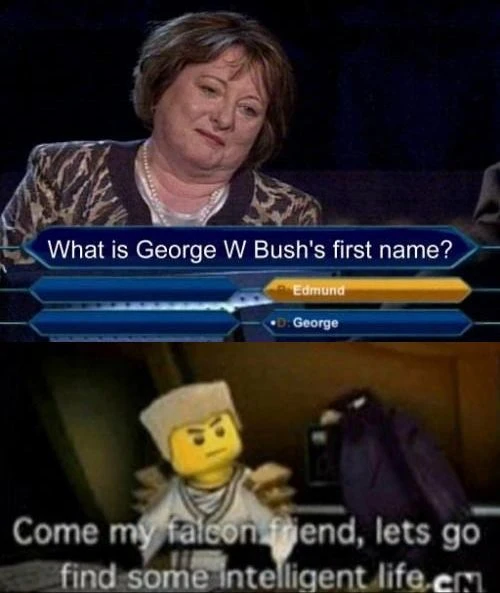 What is George W Bush's first name?
B: Edmund
•D: George
Come my falcon friend, lets go
find some intelligent life.
CN